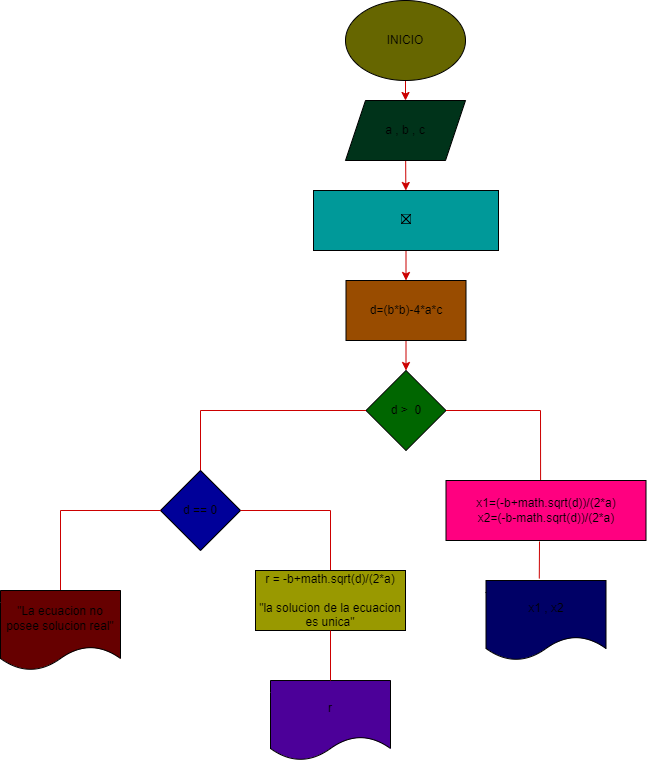 INICIO
a , b , c
d=(b*b)-4*a*c
d > 0
d == 0
x1=(-b+math.sqrt(d))/(2*a)
x2=(-b-math.sqrt(d))/(2*a)
r = -b+math.sqrt(d)/(2*a)
"la solucion de la ecuacion
es unica"
"La ecuacion no
posee solucion real"
x1 , x2
r